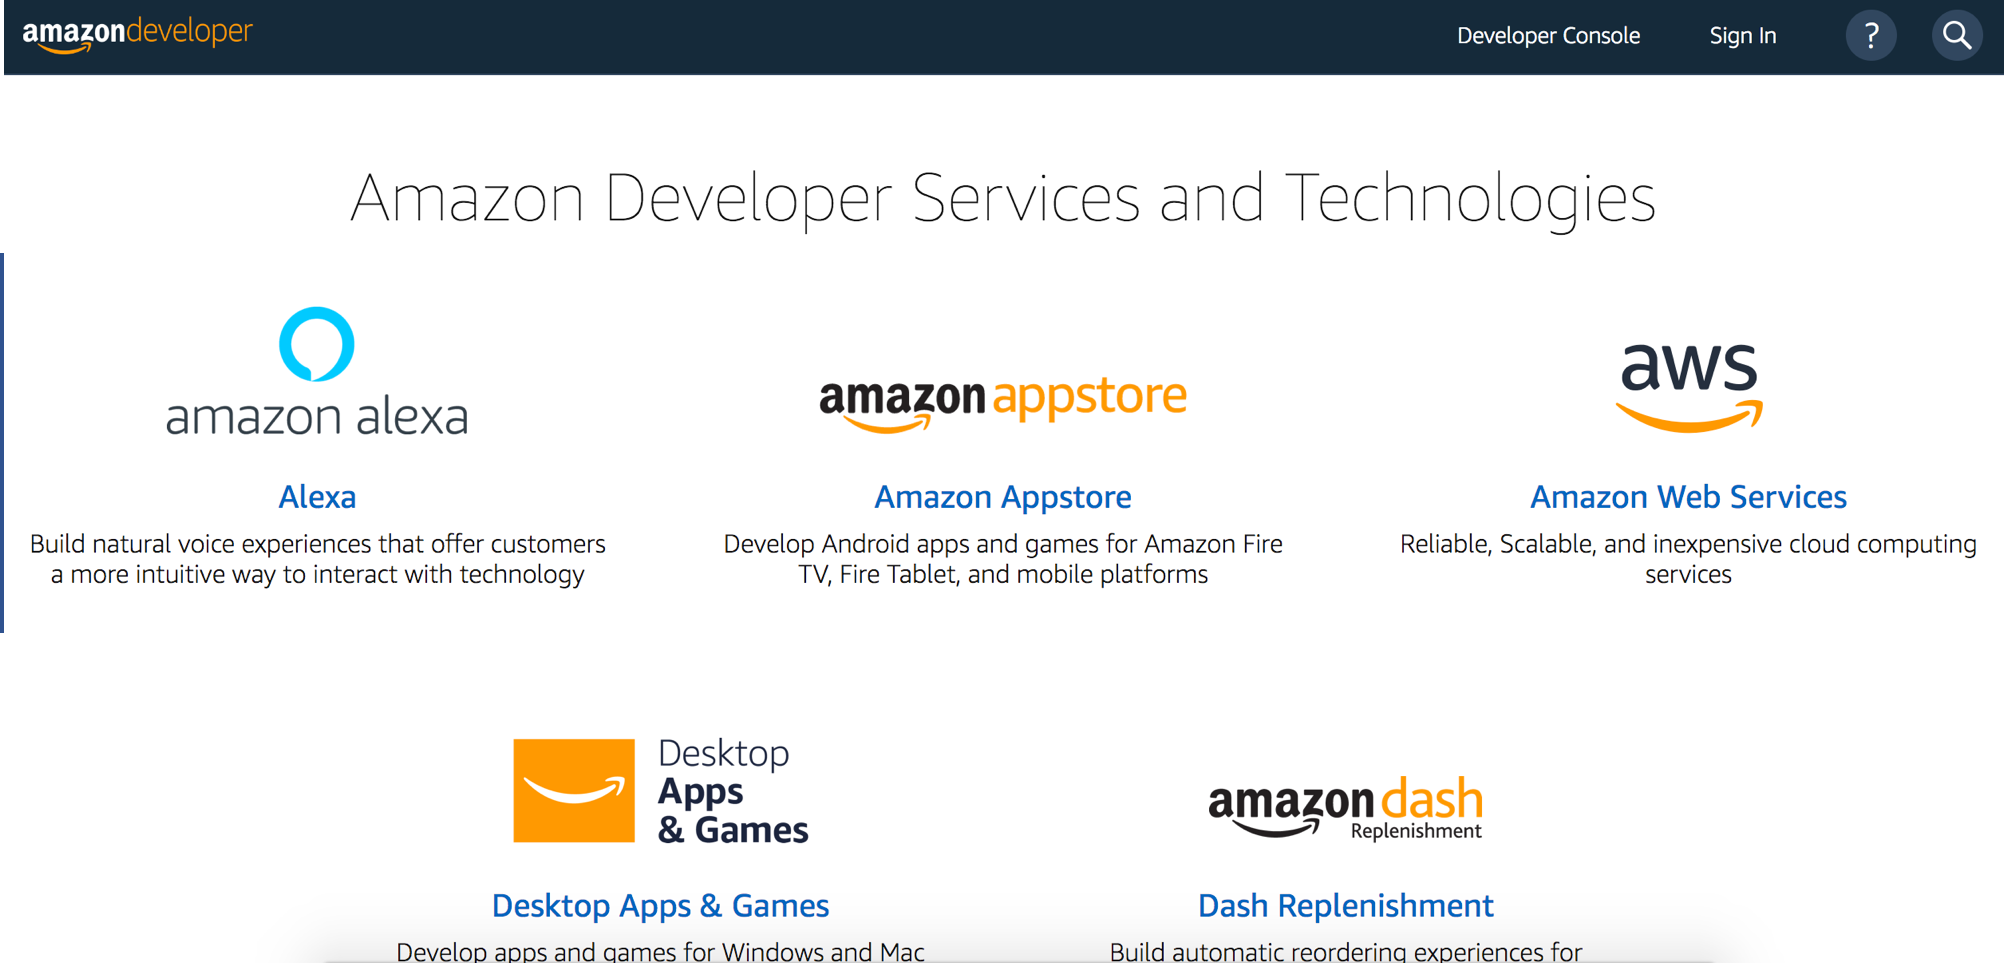 amazondeveloper
Developer Console
Sign In
?
Amazon Developer Services and Technologies
amazon alexa
Alexa
Build natural voice experiences that offer customers
a more intuitive way to interact with technology
amazon appstore
Amazon Appstore
Develop Android apps and games for Amazon Fire
TV, Fire Tablet, and mobile platforms
aws
Amazon Web Services
Reliable, Scalable, and inexpensive cloud computing
services
Desktop
Apps
& Games
Desktop Apps & Games
Develop apps and games for Windows and Mac
amazon dash
Replenishment
Dash Replenishment
Build automatic reordering experiences for